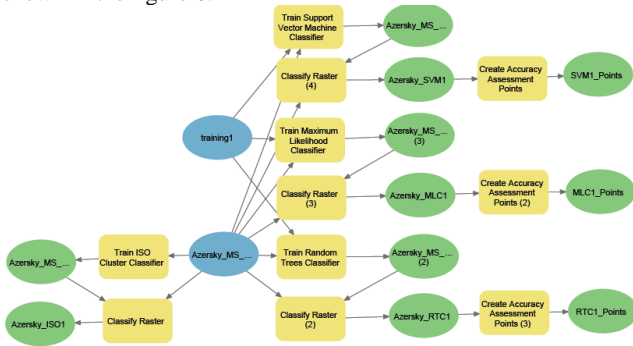 Train Support
Vector Machine
Classifier
Azersky_MS_...
Classify Raster
(4)
Azersky_SVM1
Create Accuracy
Assessment
Points
SVM1_Points
training1
Train Maximum
Likelihood
Classifier
Azersky_MS_...
(3)
Classify Raster
(3)
Azersky_MLC1
Create Accuracy
Assessment
Points (2)
MLC1_Points
Azersky_MS_...
Train ISO
Cluster Classifier
Azersky_MS_...
Train Random
Trees Classifier
Azersky_MS_...
(2)
Azersky_ISO1
Classify Raster
Classify Raster
(2)
Azersky_RTC1
Create Accuracy
Assessment
Points (3)
RTC1_Points